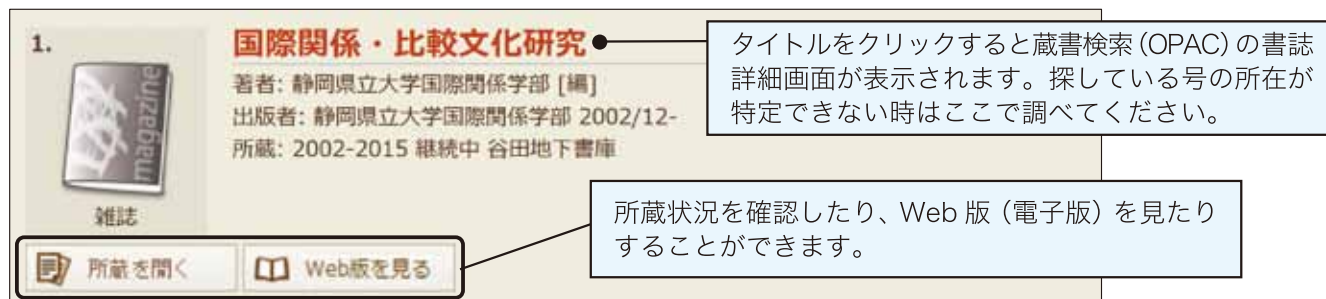 1.
国際関係・比較文化研究
著者: 静岡県立大学国際関係学部 [編]
出版者: 静岡県立大学国際関係学部 2002/12-
所蔵: 2002-2015 継続中 谷田地下書庫
magazine
雑誌
所蔵を開く
Web版を見る
タイトルをクリックすると蔵書検索(OPAC)の書誌
詳細画面が表示されます。探している号の所在が
特定できない時はここで調べてください。
所蔵状況を確認したり、Web 版(電子版)を見たり
することができます。